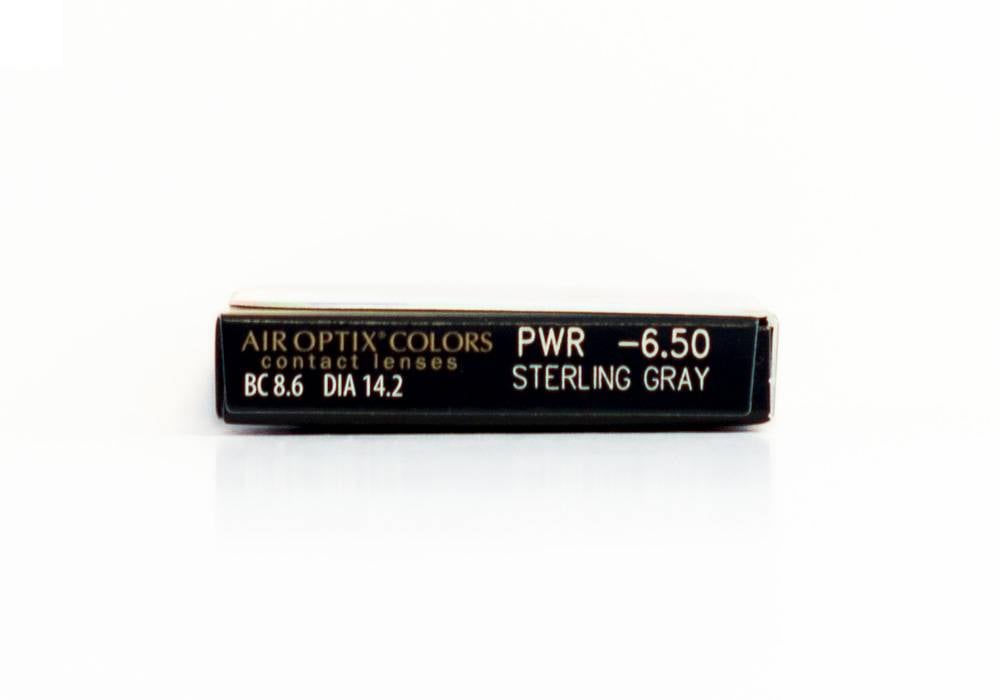 AIR OPTIX® COLORS
contact lenses
BC 8.6 DIA 14.2
PWR -6.50
STERLING GRAY